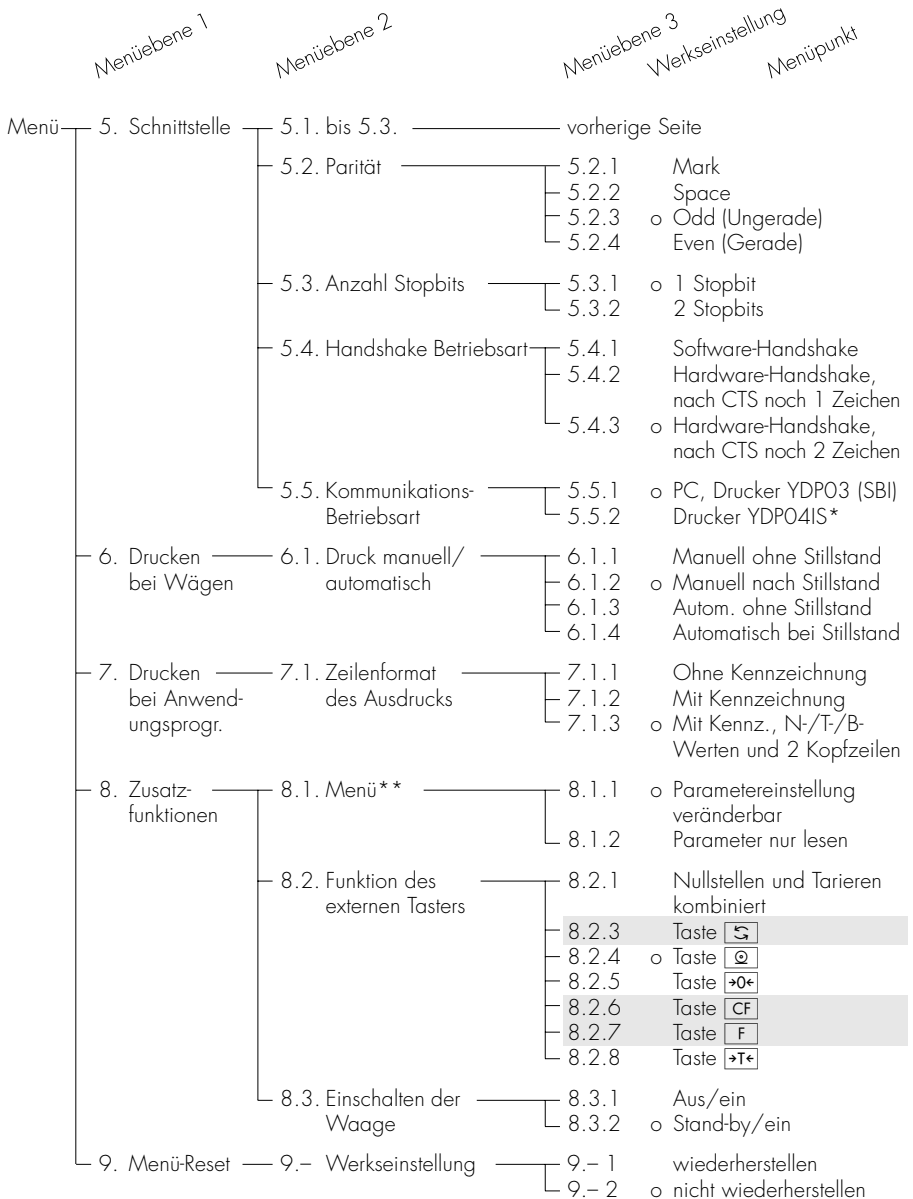 Menüebene 1 Menüebene 2 Menüebene 3 Werkseinstellung Menüpunkt
Menü 5. Schnittstelle 5.1. bis 5.3. vorherige Seite
5.2. Parität 5.2.1 Mark
5.2.2 Space
5.2.3 o Odd (Ungerade)
5.2.4 Even (Gerade)
5.3. Anzahl Stopbits 5.3.1 o 1 Stopbit
5.3.2 2 Stopbits
5.4. Handshake Betriebsart 5.4.1 Software-Handshake
5.4.2 Hardware-Handshake,
nach CTS noch 1 Zeichen
5.4.3 o Hardware-Handshake,
nach CTS noch 2 Zeichen
5.5. Kommunikations- 5.5.1 o PC, Drucker YDP03 (SBI)
Betriebsart 5.5.2 Drucker YDP04IS*
6. Drucken 6.1. Druck manuell/ 6.1.1 Manuell ohne Stillstand
bei Wägen automatisch 6.1.2 o Manuell nach Stillstand
6.1.3 Autom. ohne Stillstand
6.1.4 Automatisch bei Stillstand
7. Drucken 7.1. Zeilenformat 7.1.1 Ohne Kennzeichnung
bei Anwend- des Ausdrucks 7.1.2 Mit Kennzeichnung
ungsprogr. 7.1.3 o Mit Kennz., N-/T-/B-
Werten und 2 Kopfzeilen
8. Zusatz- 8.1. Menü** 8.1.1 o Parametereinstellung
funktionen veränderbar
8.1.2 Parameter nur lesen
8.2. Funktion des 8.2.1 Nullstellen und Tarieren
externen Tasters kombiniert
8.2.3 Taste
8.2.4 o Taste
8.2.5 Taste →0←
8.2.6 Taste CF
8.2.7 Taste F
8.2.8 Taste →T←
8.3. Einschalten der 8.3.1 Aus/ein
Waage 8.3.2 o Stand-by/ein
9. Menü-Reset 9.– Werkseinstellung 9.– 1 wiederherstellen
9.– 2 o nicht wiederherstellen